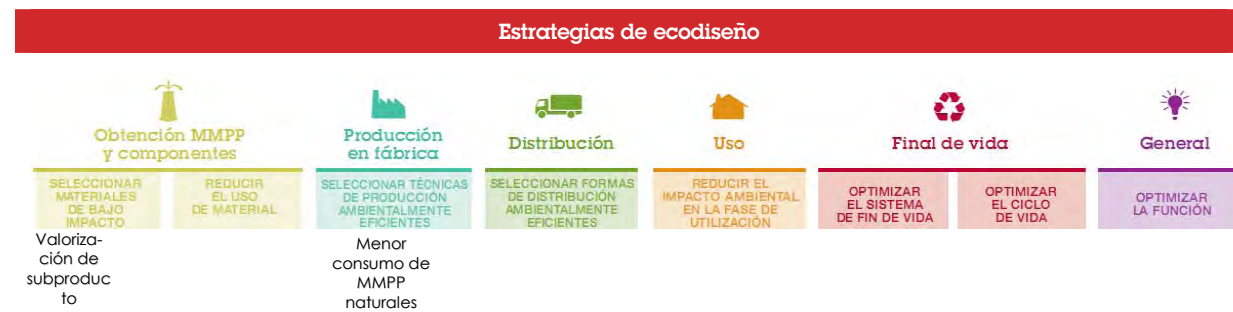 Estrategias de ecodiseño
Obtención MMPP
y componentes
Producción
en fábrica
Distribución
Uso
Final de vida
General
SELECCIONAR
MATERIALES
DE BAJO
IMPACTO
REDUCIR
EL USO
DE MATERIAL
SELECCIONAR TÉCNICAS
DE PRODUCCIÓN
AMBIENTALMENTE
EFICIENTES
SELECCIONAR FORMAS
DE DISTRIBUCIÓN
AMBIENTALMENTE
EFICIENTES
REDUCIR EL
IMPACTO AMBIENTAL
EN LA FASE DE
UTILIZACIÓN
OPTIMIZAR
EL SISTEMA
DE FIN DE VIDA
OPTIMIZAR
EL CICLO
DE VIDA
OPTIMIZAR
LA FUNCIÓN
Valoriza-
ción de
subproduc
to
Menor
consumo de
MMPP
naturales